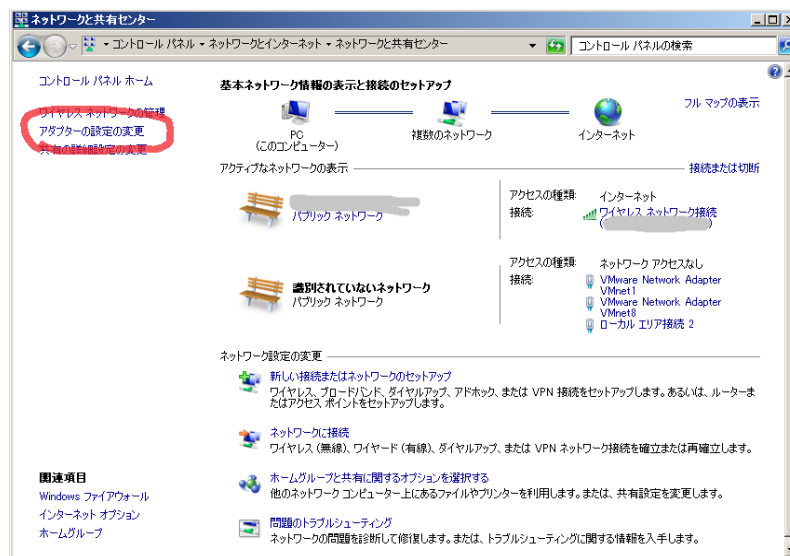 ネットワークと共有センター
コントロール パネル ネットワークとインターネット ネットワークと共有センター
コントロール パネルの検索
コントロール パネル ホーム
ワイヤレス ネットワークの管理
アダプターの設定の変更
共有の詳細設定の変更
基本ネットワーク情報の表示と接続のセットアップ
フル マップの表示
PC
(このコンピューター)
複数のネットワーク
インターネット
アクティブなネットワークの表示
接続または切断
パブリック ネットワーク
アクセスの種類: インターネット
接続: ワイヤレス ネットワーク接続
( )
識別されていないネットワーク
パブリック ネットワーク
アクセスの種類: ネットワーク アクセスなし
接続: VMware Network Adapter
VMnet1
VMware Network Adapter
VMnet8
ローカル エリア接続 2
ネットワーク設定の変更
新しい接続またはネットワークのセットアップ
ワイヤレス、ブロードバンド、ダイヤルアップ、アドホック、または VPN 接続をセットアップします。あるいは、ルーターま
たはアクセス ポイントをセットアップします。
ネットワークに接続
ワイヤレス (無線)、ワイヤード (有線)、ダイヤルアップ、または VPN ネットワーク接続を確立または再確立します。
ホームグループと共有に関するオプションを選択する
他のネットワーク コンピューター上にあるファイルやプリンターを利用します。または、共有設定を変更します。
問題のトラブルシューティング
ネットワークの問題を診断して修復します。または、トラブルシューティングに関する情報を入手します。
関連項目
Windows ファイアウォール
インターネット オプション
ホームグループ